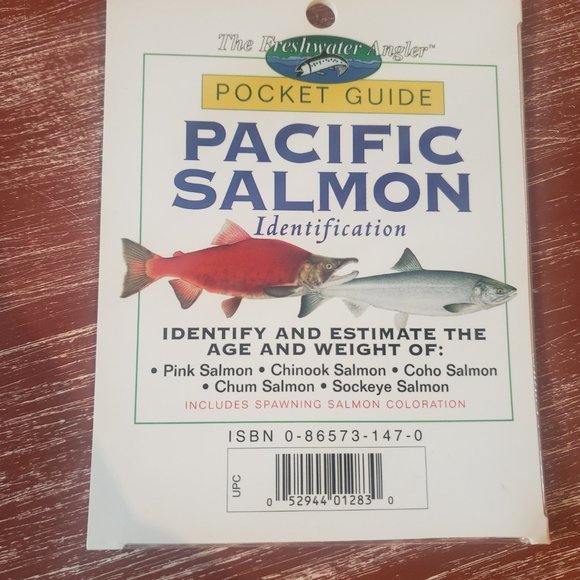 The Freshwater Angler™
POCKET GUIDE
PACIFIC
SALMON
Identification
IDENTIFY AND ESTIMATE THE
AGE AND WEIGHT OF:
• Pink Salmon • Chinook Salmon • Coho Salmon
• Chum Salmon • Sockeye Salmon
INCLUDES SPAWNING SALMON COLORATION
ISBN 0-86573-147-0
UPC
0 52944 01283 0